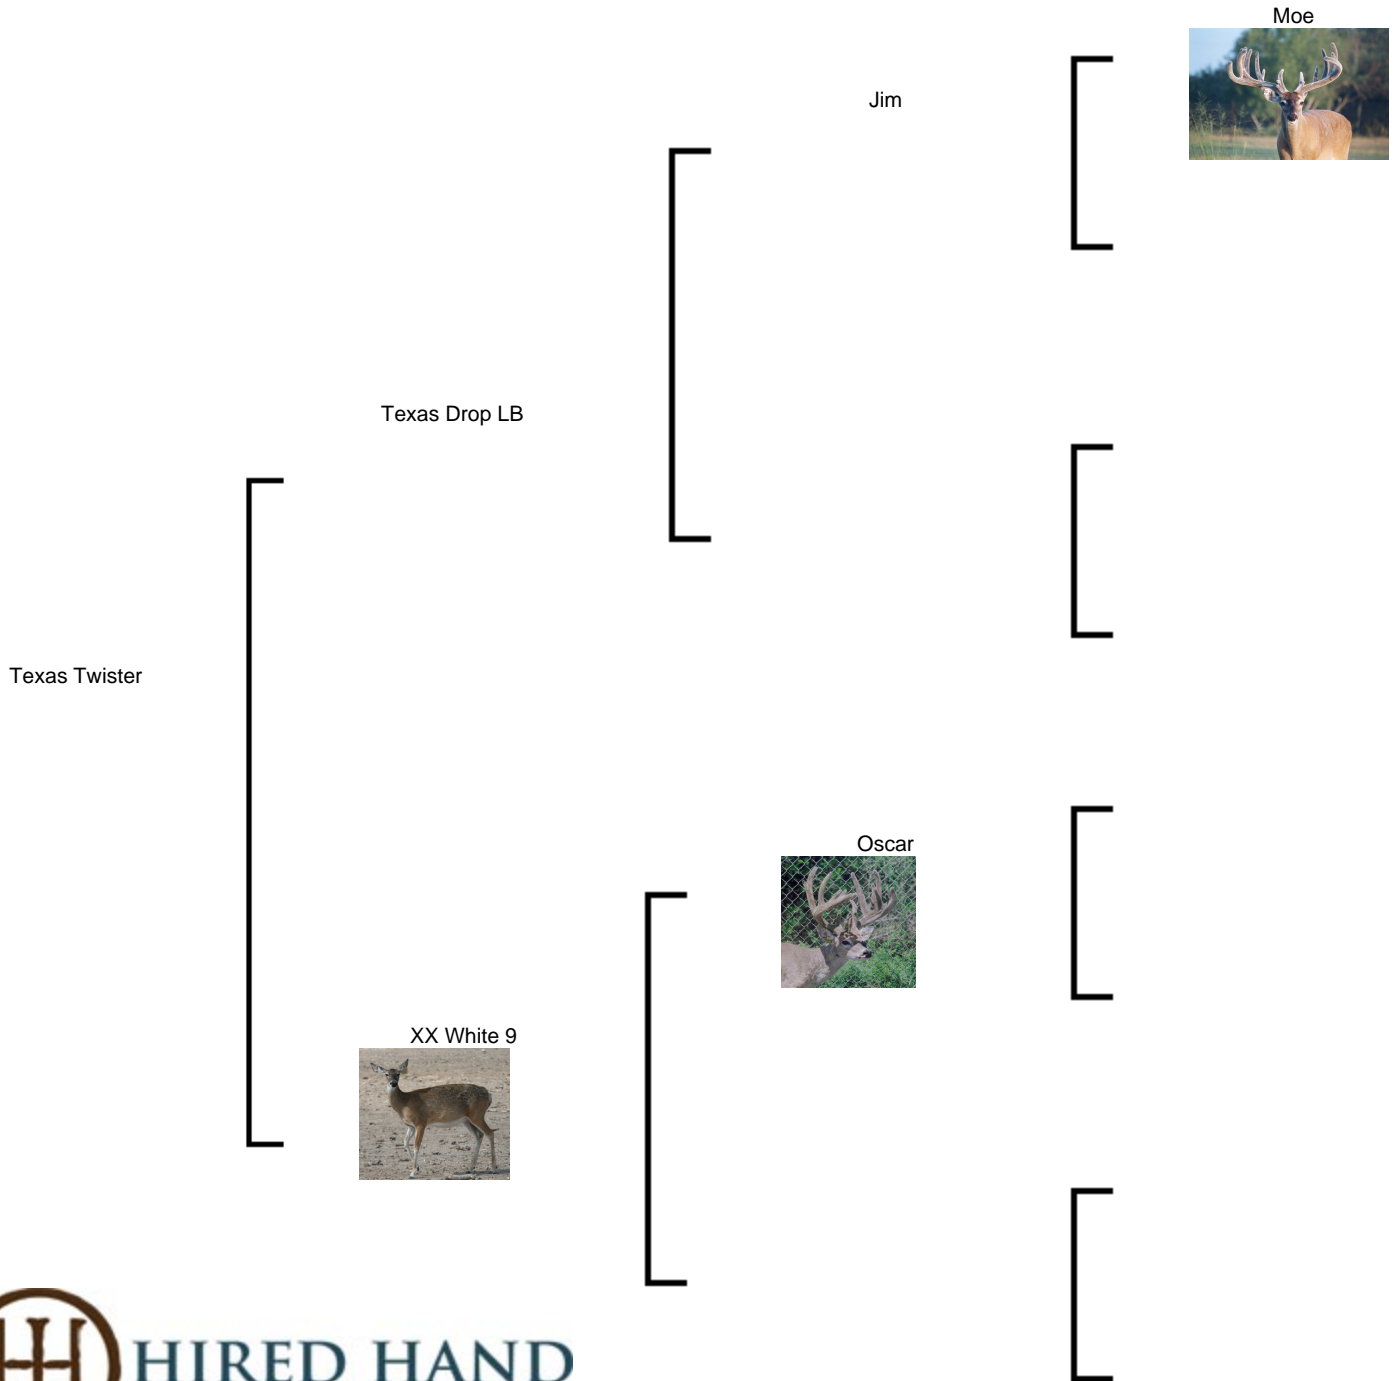 Moe
Jim
Texas Drop LB
Texas Twister
Oscar
XX White 9
HIRED HAND